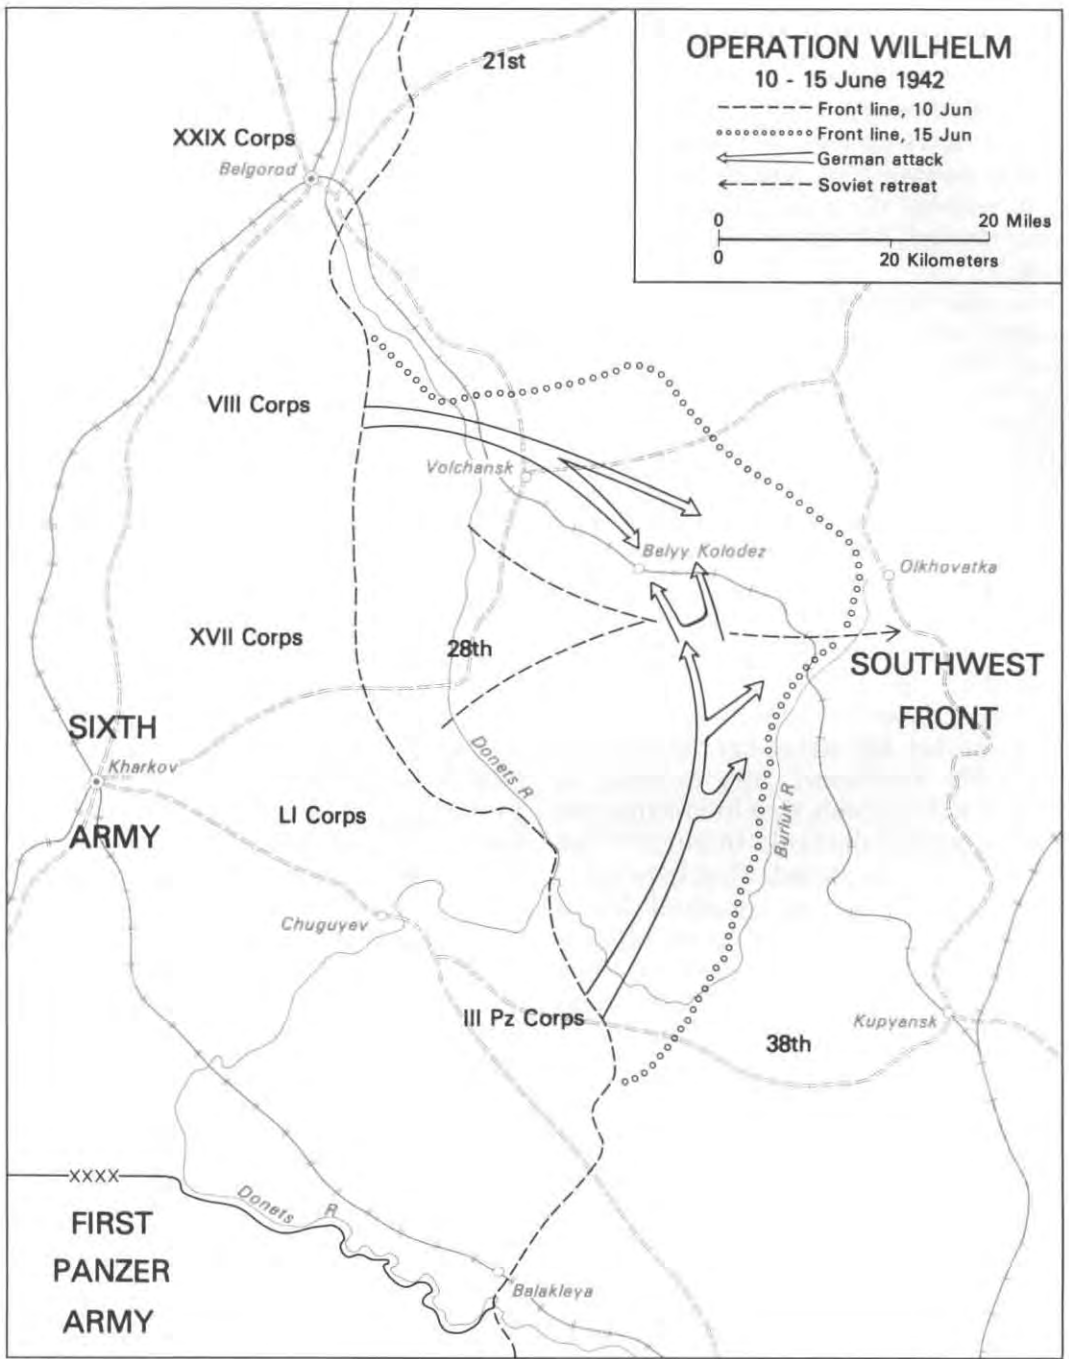 OPERATION WILHELM
10 - 15 June 1942
Front line, 10 Jun
Front line, 15 Jun
German attack
Soviet retreat
0 20 Miles
0 20 Kilometers
21st
XXIX Corps
Belgorod
VIII Corps
Volchansk
Belyy Kolodez
Olkhovatka
XVII Corps
28th
SOUTHWEST
FRONT
SIXTH
ARMY
Kharkov
Donets R
Burluk R
LI Corps
Chuguyev
III Pz Corps
38th
Kupyansk
XXXX
FIRST
PANZER
ARMY
Donets R
Balakleya